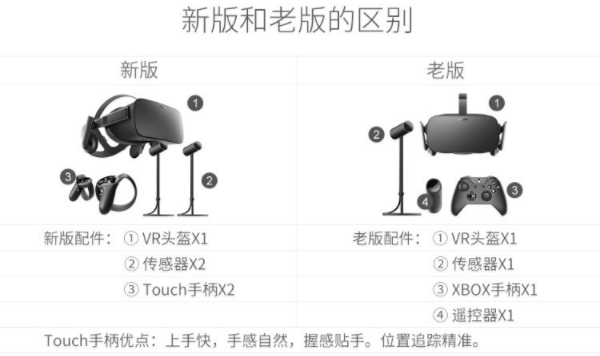 新版和老版的区别
新版
老版
1
2
3
1
2
3
4
新版配件： ① VR头盔X1
老版配件： ① VR头盔X1
② 传感器X2
② 传感器X1
③ Touch手柄X2
③ XBOX手柄X1
④ 遥控器X1
Touch手柄优点：上手快，手感自然，握感贴手。位置追踪精准。